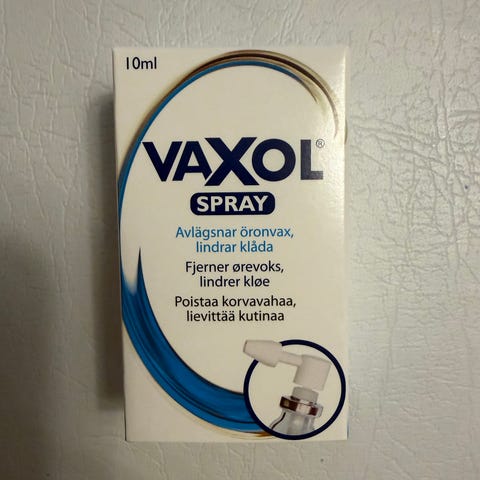 10ml
VAXOL®
SPRAY
Avlägsnar öronvax,
lindrar klåda
Fjerner ørevoks,
lindrer kløe
Poistaa korvavahaa,
lievittää kutinaa